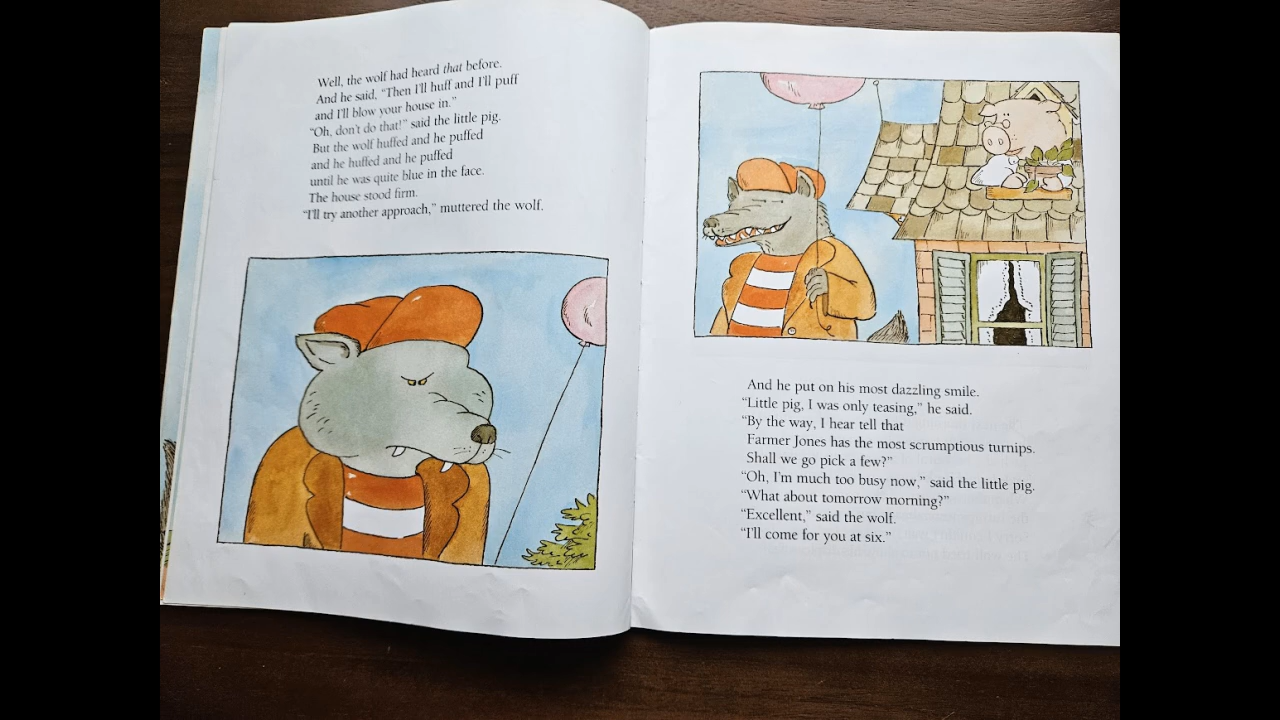 Well, the wolf had heard that before.
And he said, “Then I'll huff and I'll puff
and I'll blow your house in.”
“Oh, don't do that!” said the little pig.
But the wolf huffed and he puffed
and he huffed and he puffed
until he was quite blue in the face.
The house stood firm.
“I'll try another approach,” muttered the wolf.
And he put on his most dazzling smile.
“Little pig, I was only teasing,” he said.
“By the way, I hear tell that
Farmer Jones has the most scrumptious turnips.
Shall we go pick a few?”
“Oh, I'm much too busy now,” said the little pig.
“What about tomorrow morning?”
“Excellent,” said the wolf.
“I'll come for you at six.”